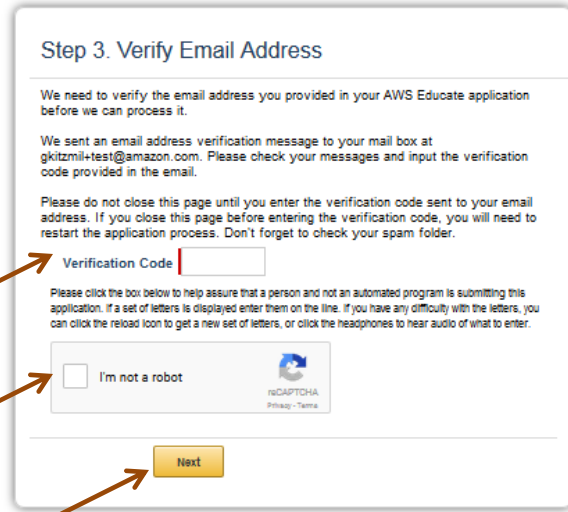 Step 3. Verify Email Address
We need to verify the email address you provided in your AWS Educate application
before we can process it.
We sent an email address verification message to your mail box at
gkitzmil+test@amazon.com. Please check your messages and input the verification
code provided in the email.
Please do not close this page until you enter the verification code sent to your email
address. If you close this page before entering the verification code, you will need to
restart the application process. Don't forget to check your spam folder.
Verification Code
Please click the box below to help assure that a person and not an automated program is submitting this
application. If a set of letters is displayed enter them on the line. If you have any difficulty with the letters, you
can click the reload icon to get a new set of letters, or click the headphones to hear audio of what to enter.
I'm not a robot
reCAPTCHA
Privacy - Terms
Next